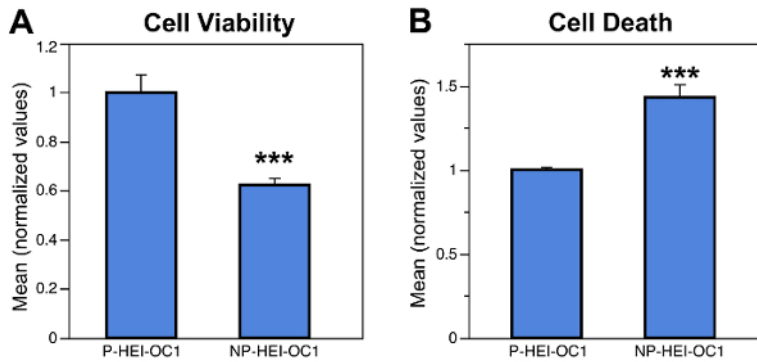 A
Cell Viability
Mean (normalized values)
1.2
1
0.8
0.6
0.4
0.2
0
***
P-HEI-OC1
NP-HEI-OC1
B
Cell Death
Mean (normalized values)
1.5
1
0.5
0
***
P-HEI-OC1
NP-HEI-OC1